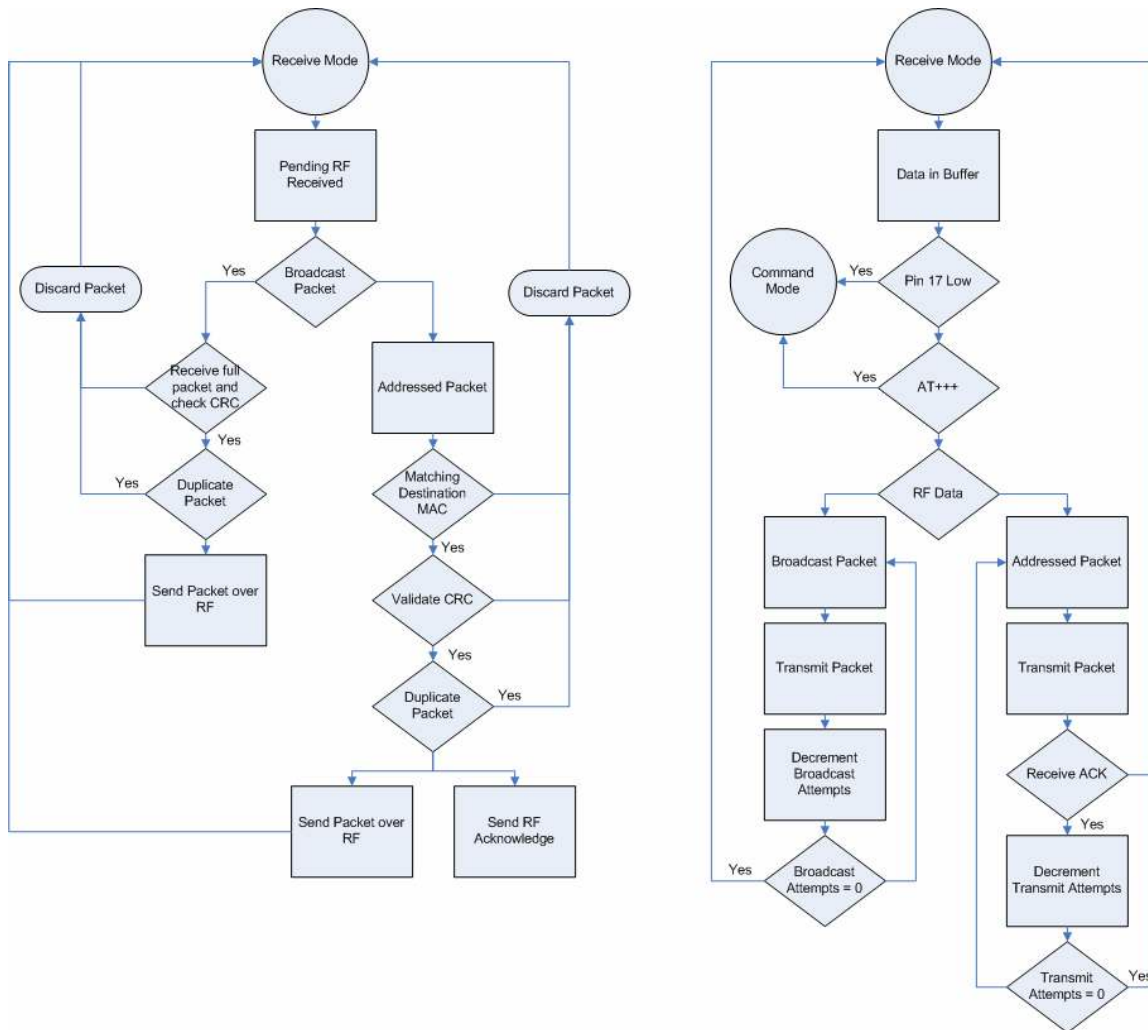 Receive Mode
Pending RF
Received
Yes
Broadcast
Packet
Discard Packet
Discard Packet
Receive full
packet and
check CRC
Addressed Packet
Yes
Yes
Duplicate
Packet
Matching
Destination
MAC
Yes
Send Packet over
RF
Validate CRC
Yes
Duplicate
Packet
Yes
Send Packet over
RF
Send RF
Acknowledge
Receive Mode
Data in Buffer
Command
Mode
Yes
Pin 17 Low
Yes
AT+++
RF Data
Broadcast Packet
Addressed Packet
Transmit Packet
Transmit Packet
Decrement
Broadcast
Attempts
Receive ACK
Yes
Yes
Broadcast
Attempts = 0
Decrement
Transmit Attempts
Transmit
Attempts = 0
Yes